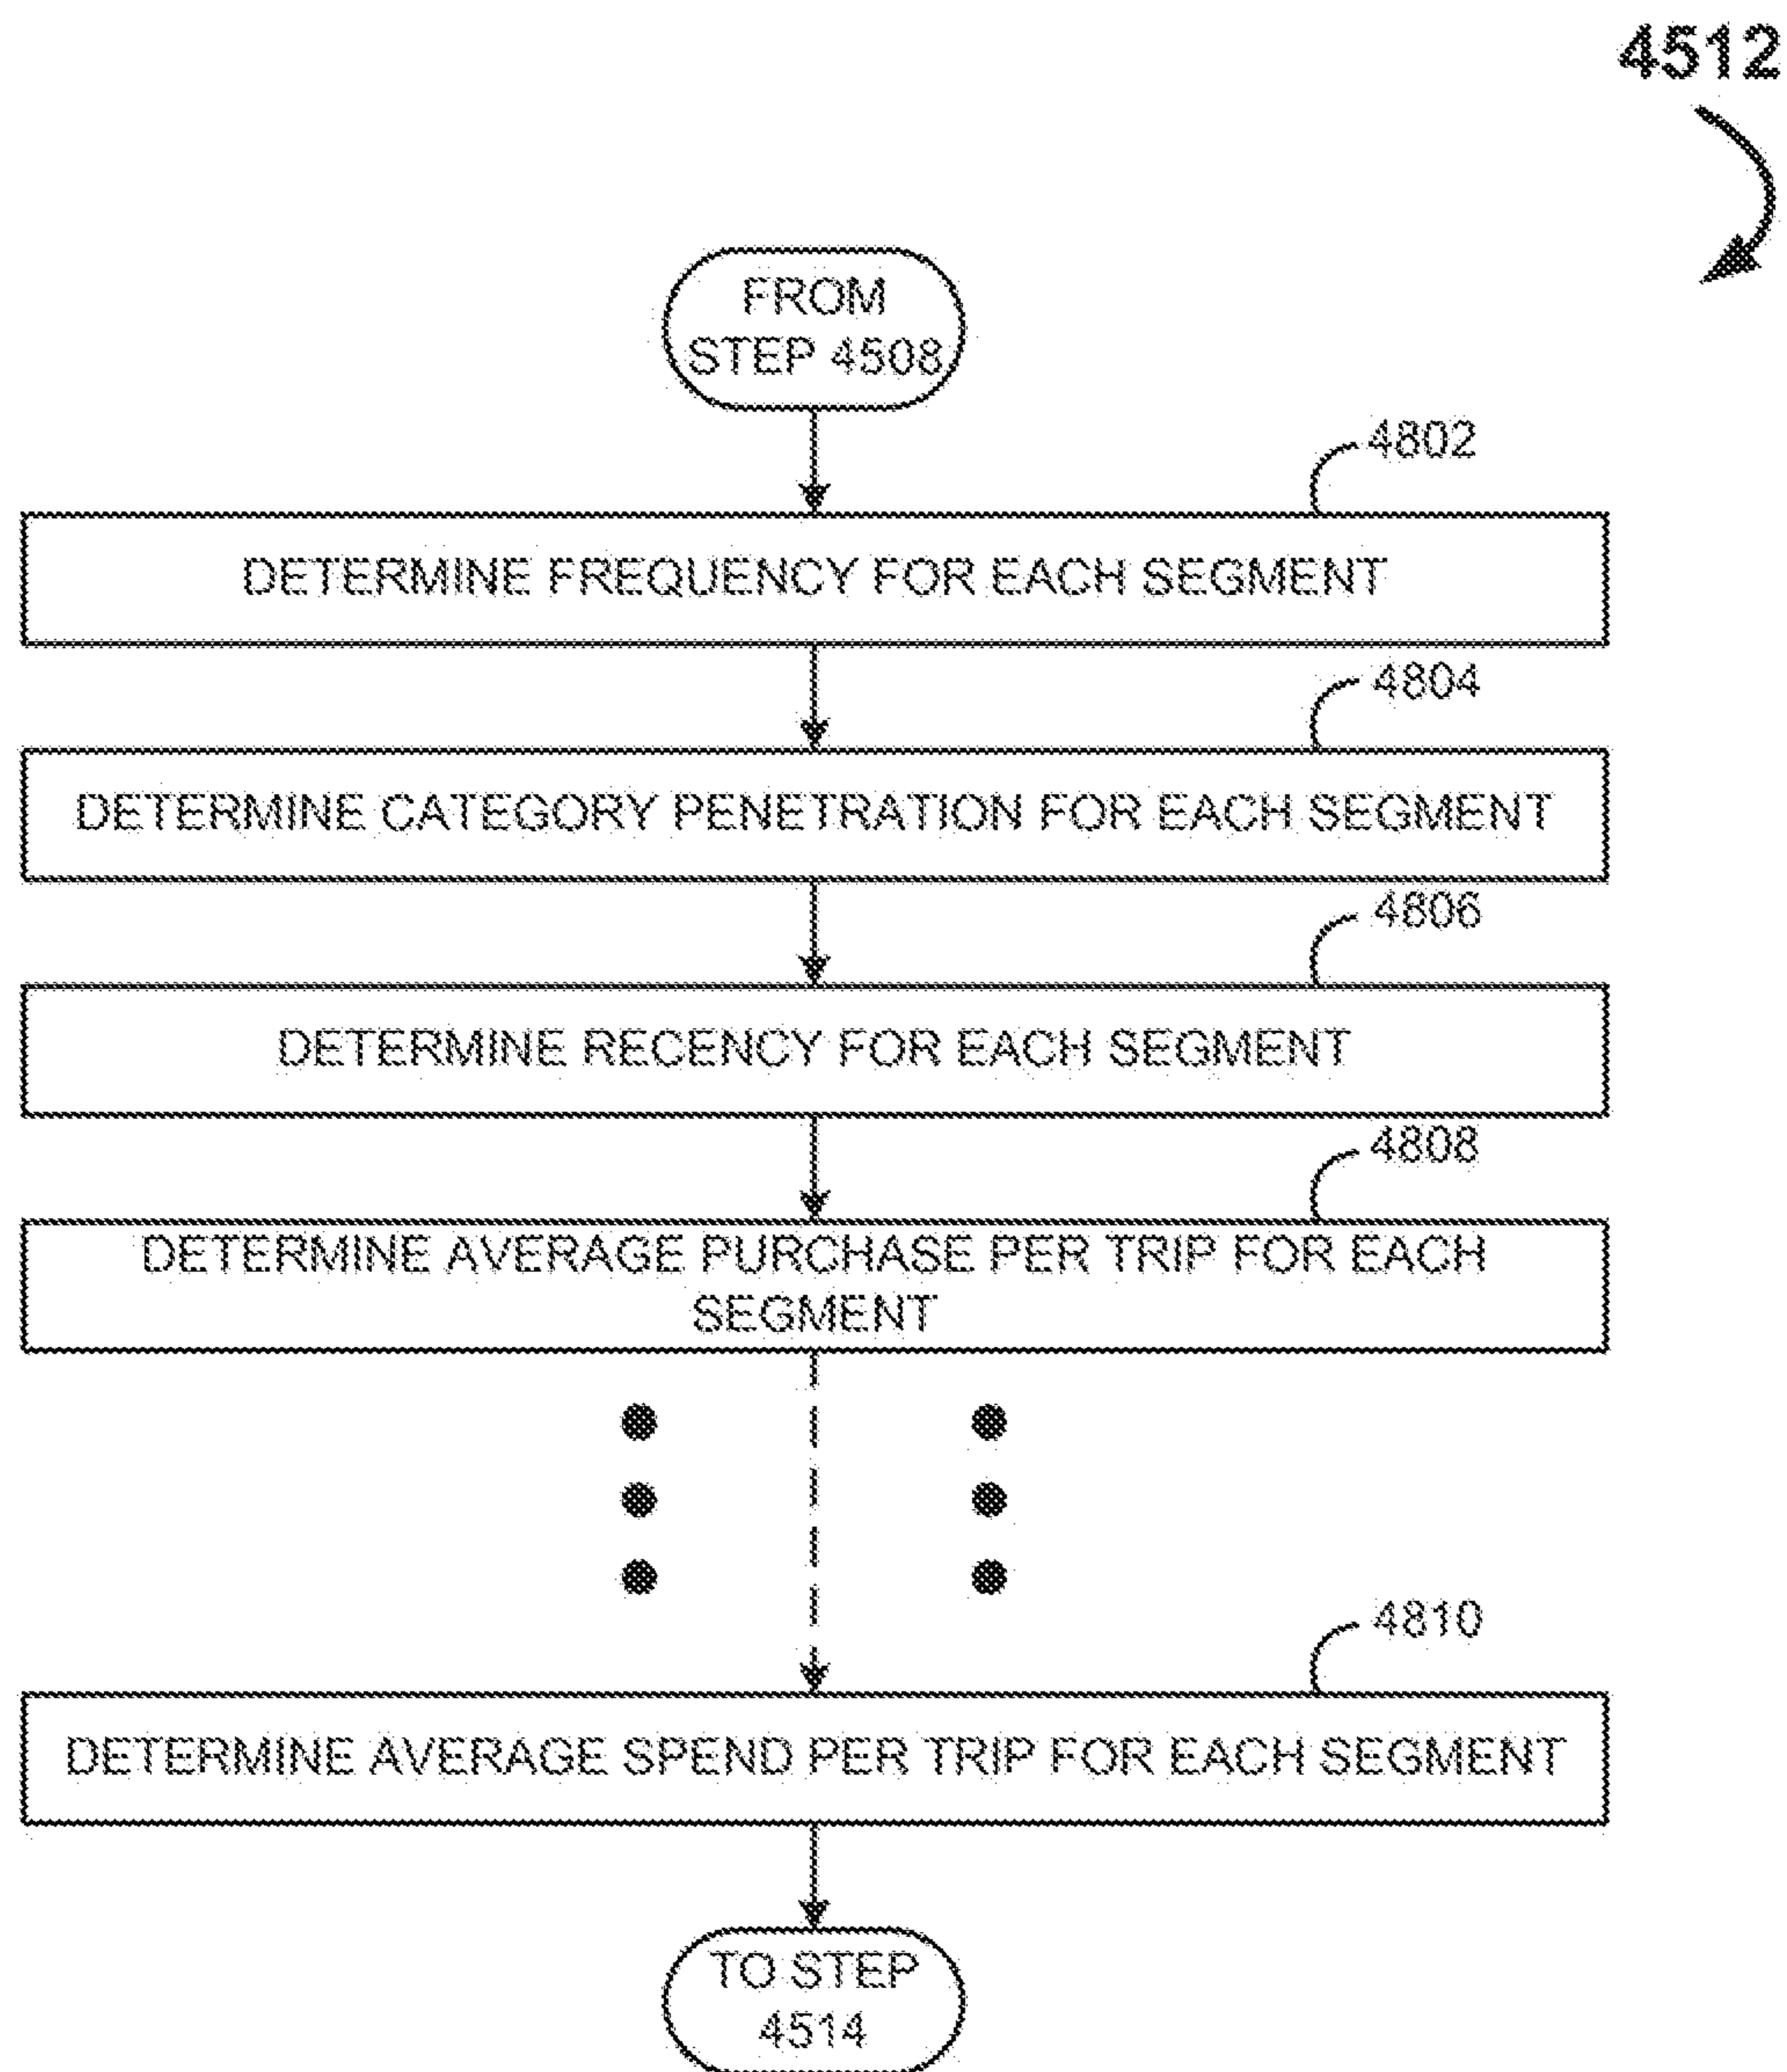 4512
FROM
STEP 4508
4802
DETERMINE FREQUENCY FOR EACH SEGMENT
4804
DETERMINE CATEGORY PENETRATION FOR EACH SEGMENT
4806
DETERMINE RECENCY FOR EACH SEGMENT
4808
DETERMINE AVERAGE PURCHASE PER TRIP FOR EACH
SEGMENT
4810
DETERMINE AVERAGE SPEND PER TRIP FOR EACH SEGMENT
TO STEP
4514